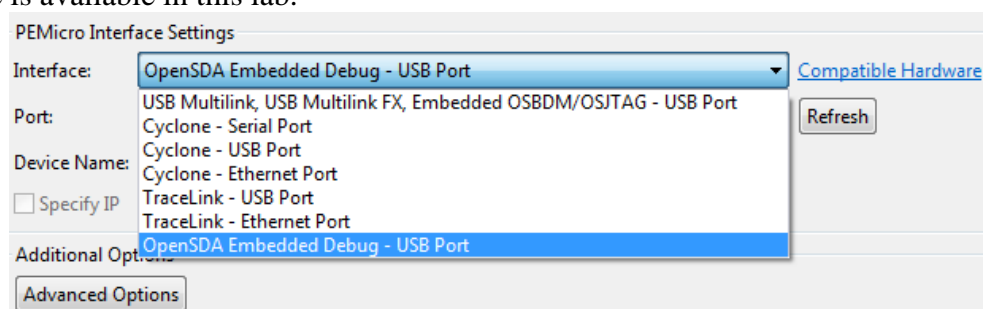 is available in this lab.
PEMicro Interface Settings
Interface: OpenSDA Embedded Debug - USB Port Compatible Hardware
USB Multilink, USB Multilink FX, Embedded OSBDM/OSJTAG - USB Port
Port: Refresh
Cyclone - Serial Port
Cyclone - USB Port
Device Name:
Cyclone - Ethernet Port
Specify IP
TraceLink - USB Port
TraceLink - Ethernet Port
OpenSDA Embedded Debug - USB Port
Additional
Advanced Options